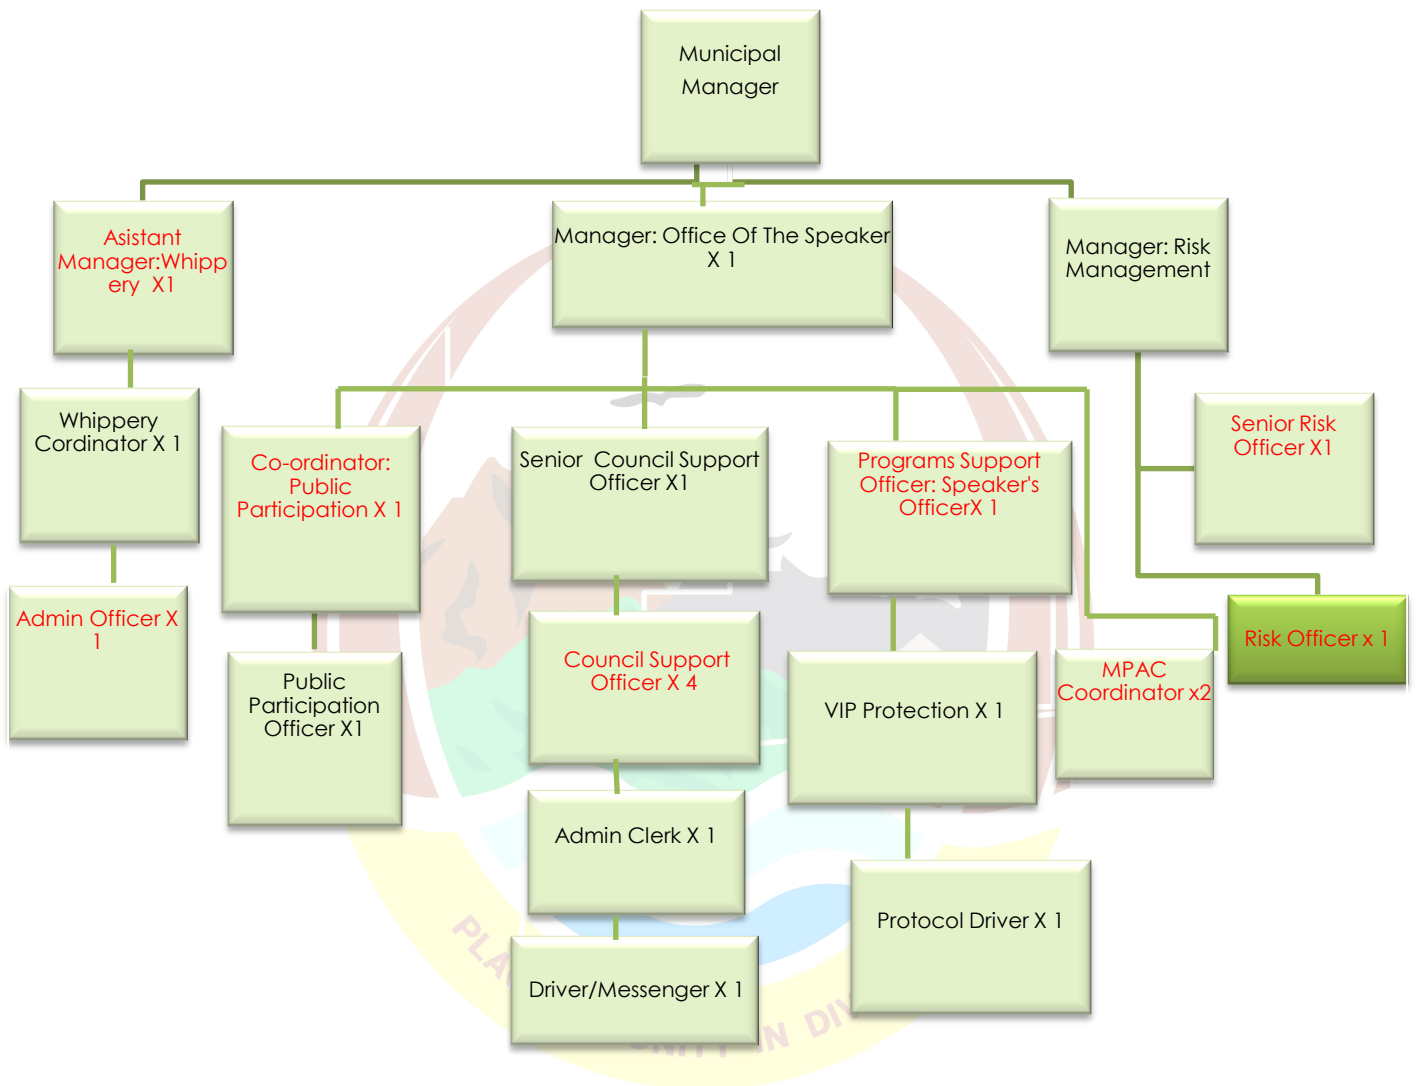 Municipal
Manager
Asistant
Manager:Whipp
ery X1
Manager: Office Of The Speaker
X 1
Manager: Risk
Management
Whippery
Cordinator X 1
Co-ordinator:
Public
Participation X 1
Senior Council Support
Officer X1
Programs Support
Officer: Speaker's
OfficerX 1
Senior Risk
Officer X1
Admin Officer X
1
Public
Participation
Officer X1
Council Support
Officer X 4
VIP Protection X 1
MPAC
Coordinator x2
Risk Officer x 1
Admin Clerk X 1
Protocol Driver X 1
Driver/Messenger X 1
IN